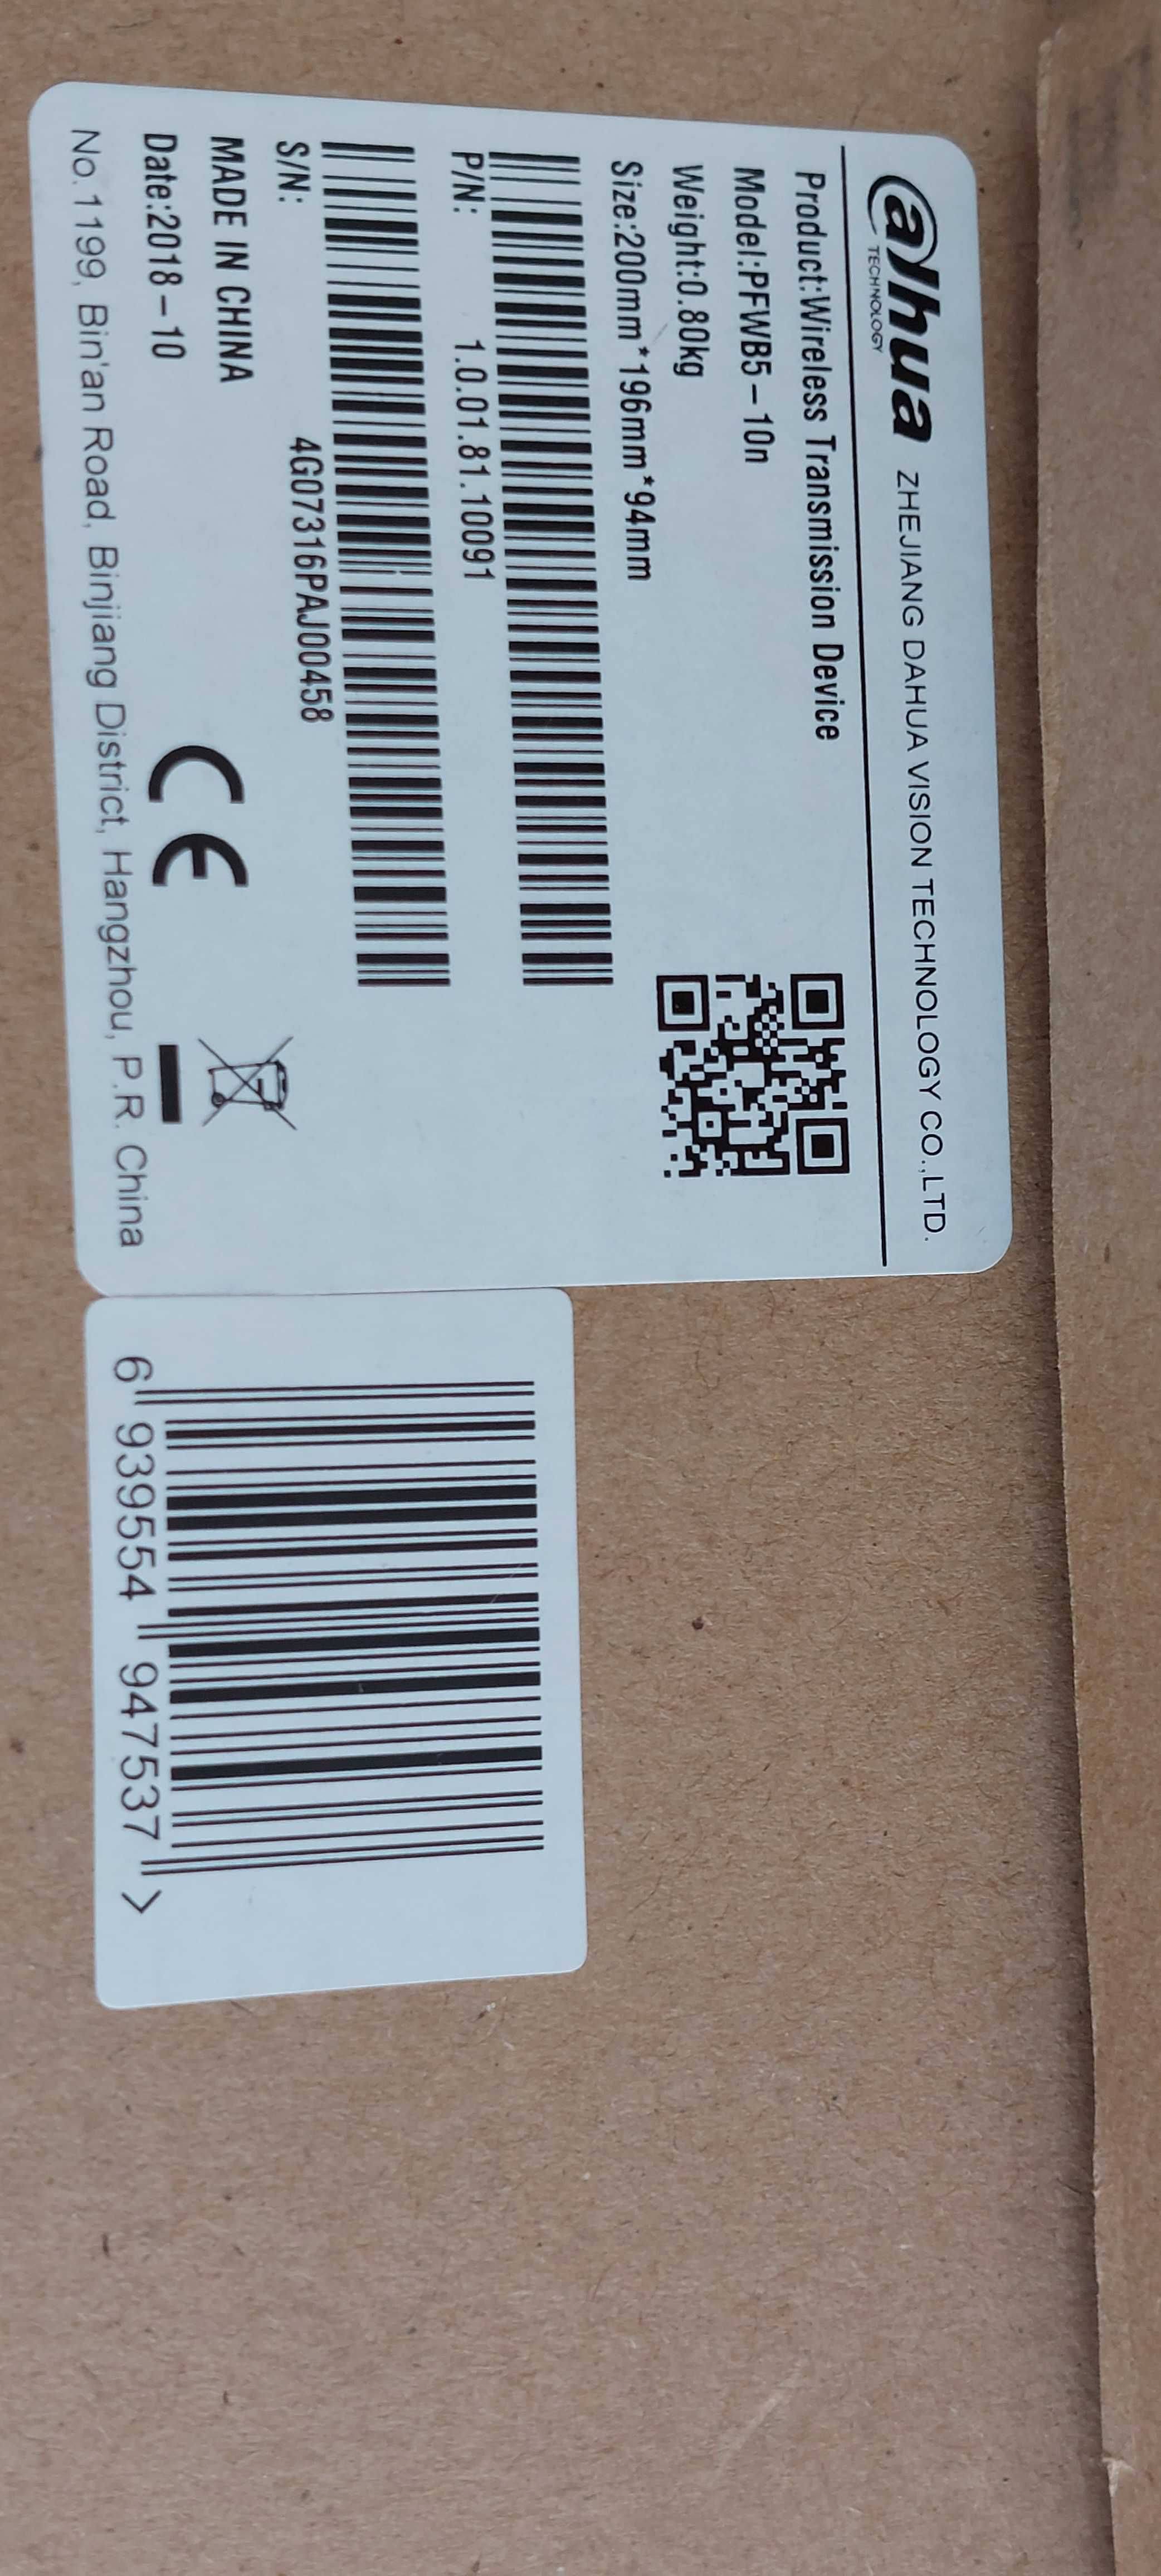 alhua TECHNOLOGY ZHEJIANG DAHUA VISION TECHNOLOGY CO.,LTD.
Product:Wireless Transmission Device
Model:PFWB5-10n
Weight:0.80kg
Size:200mm*196mm*94mm
P/N: 1.0.01.81.10091
S/N: 4G07316PAJ00458
MADE IN CHINA
Date:2018-10
CE
No.1199, Bin'an Road, Binjiang District, Hangzhou, P.R. China
6 939554 947537 >